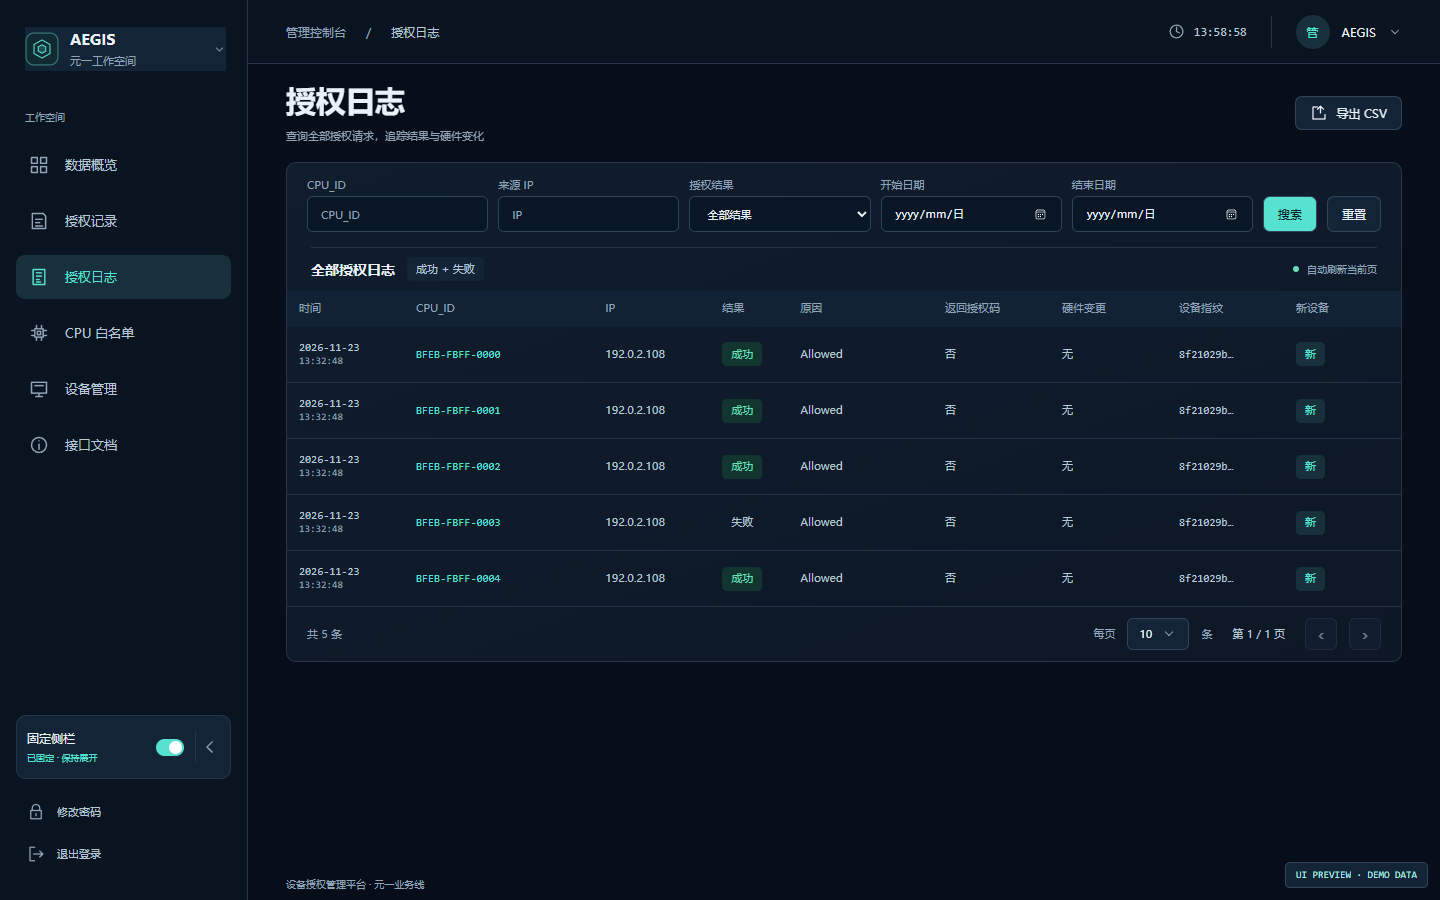 AEGIS
元一工作空间
工作空间
数据概览
授权记录
授权日志
CPU 白名单
设备管理
接口文档
固定侧栏
已固定 · 保持展开
修改密码
退出登录
管理控制台 / 授权日志
13:58:58
管 AEGIS
授权日志
查询全部授权请求，追踪结果与硬件变化
导出 CSV
CPU_ID 来源 IP 授权结果 开始日期 结束日期
CPU_ID IP 全部结果 yyyy/mm/日 yyyy/mm/日 搜索 重置
全部授权日志 成功 + 失败 自动刷新当前页
时间 CPU_ID IP 结果 原因 返回授权码 硬件变更 设备指纹 新设备
2026-11-23
13:32:48
BFEB-FBFF-0000 192.0.2.108 成功 Allowed 否 无 8f21029b… 新
2026-11-23
13:32:48
BFEB-FBFF-0001 192.0.2.108 成功 Allowed 否 无 8f21029b… 新
2026-11-23
13:32:48
BFEB-FBFF-0002 192.0.2.108 成功 Allowed 否 无 8f21029b… 新
2026-11-23
13:32:48
BFEB-FBFF-0003 192.0.2.108 失败 Allowed 否 无 8f21029b… 新
2026-11-23
13:32:48
BFEB-FBFF-0004 192.0.2.108 成功 Allowed 否 无 8f21029b… 新
共 5 条 每页 10 条 第 1 / 1 页 ‹ ›
设备授权管理平台 · 元一业务线
UI PREVIEW · DEMO DATA